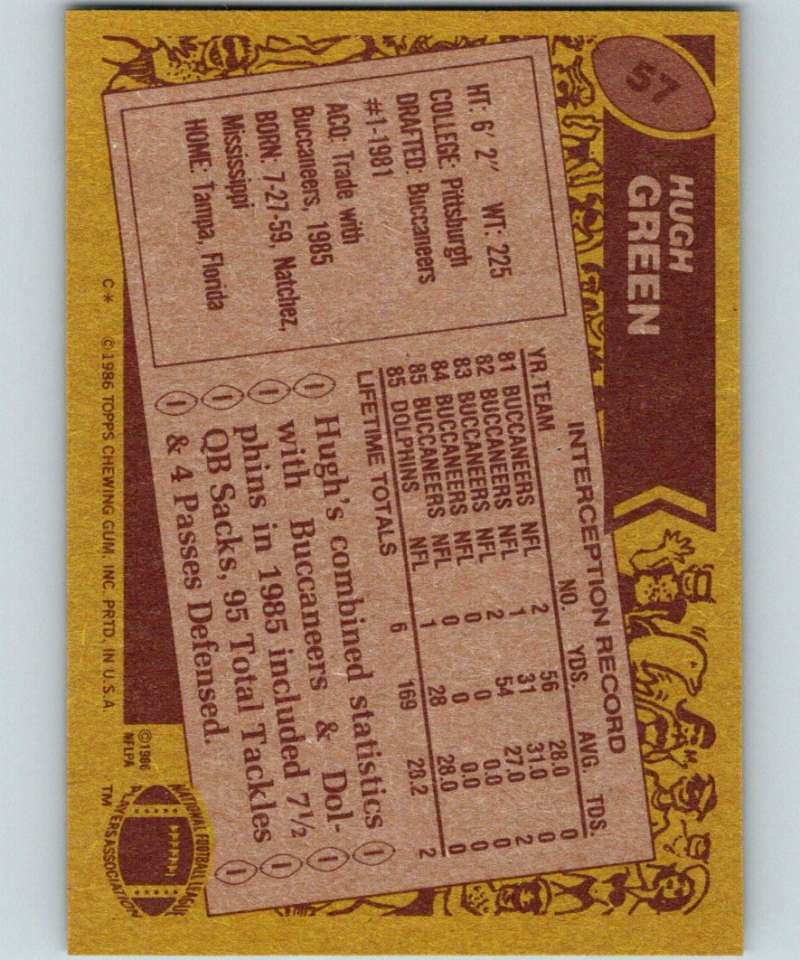 57
HUGH
GREEN
HT: 6' 2" WT: 225
COLLEGE: Pittsburgh
DRAFTED: Buccaneers
#1-1981
ACQ: Trade with
Buccaneers, 1985
BORN: 7-27-59, Natchez,
Mississippi
HOME: Tampa, Florida
INTERCEPTION RECORD
YR TEAM NO. YDS. AVG. TDS.
81 BUCCANEERS NFL 2 56 28.0 0
82 BUCCANEERS NFL 1 31 31.0 0
83 BUCCANEERS NFL 2 54 27.0 2
84 BUCCANEERS NFL 0 0 0.0 0
85 BUCCANEERS NFL 0 0 0.0 0
85 DOLPHINS NFL 1 28 28.0 0
LIFETIME TOTALS 6 169 28.2 2
Hugh's combined statistics
with Buccaneers & Dol-
phins in 1985 included 7½
QB Sacks, 95 Total Tackles
& 4 Passes Defensed.
C* ©1986 TOPPS CHEWING GUM, INC. PRTD. IN U.S.A.
©1986
NFLPA
NATIONAL FOOTBALL LEAGUE
PLAYERS ASSOCIATION
TM